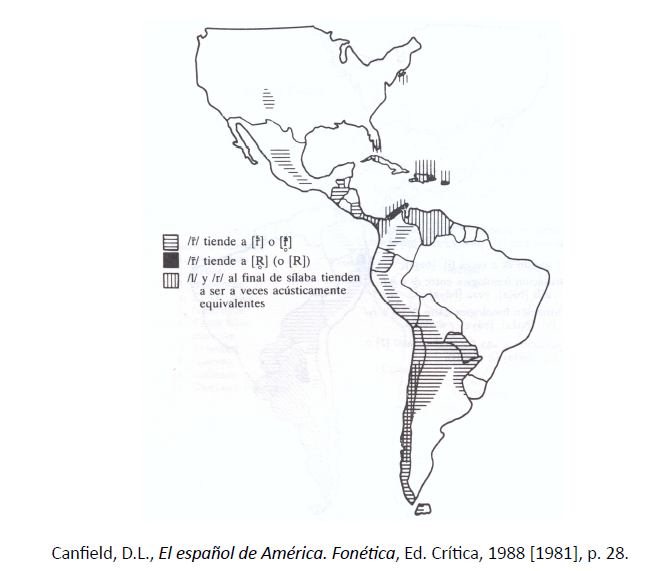 /r̄/ tiende a [ř] o [ř̥]
/r̄/ tiende a [R̥] (o [R])
/l/ y /r/ al final de sílaba tienden
a ser a veces acústicamente
equivalentes
Canfield, D.L., El español de América. Fonética, Ed. Crítica, 1988 [1981], p. 28.